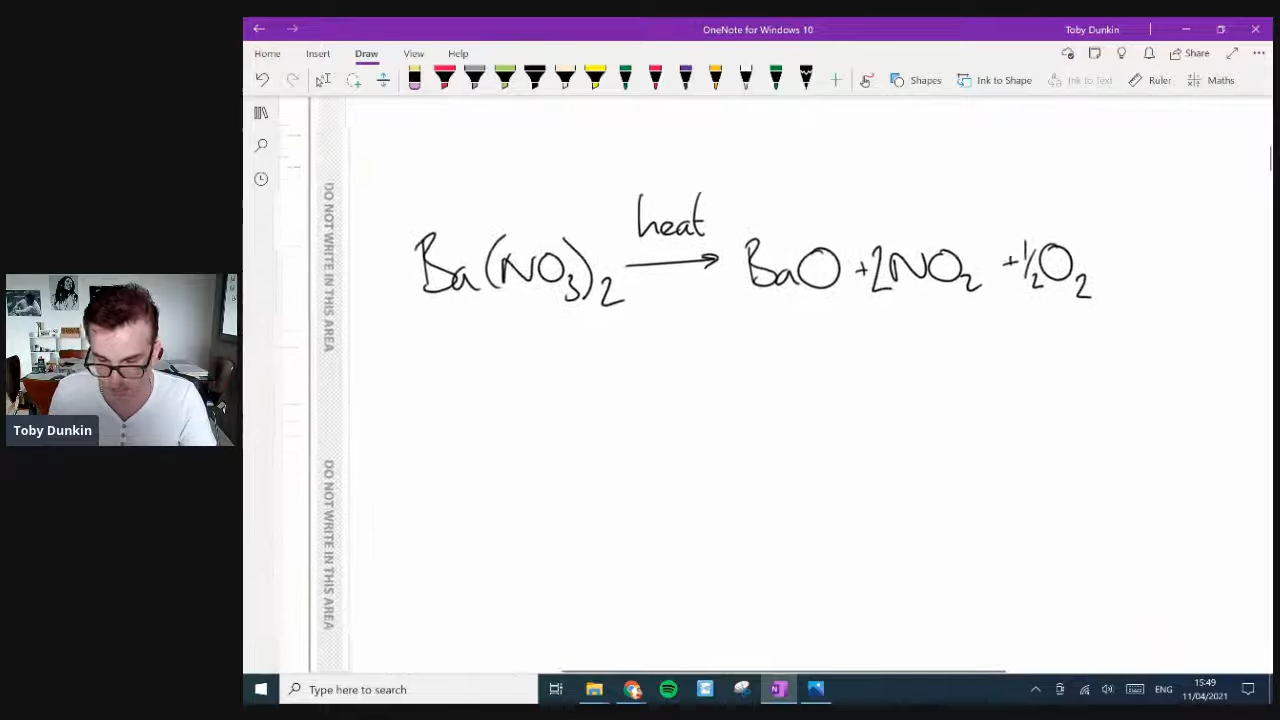 OneNote for Windows 10
Toby Dunkin
Home Insert Draw View Help
Share
Shapes Ink to Shape Ink to Text Ruler Maths
DO NOT WRITE IN THIS AREA
heat
Ba(NO₃)₂ → BaO + 2NO₂ + ½O₂
Toby Dunkin
DO NOT WRITE IN THIS AREA
Type here to search
ENG
15:49
11/04/2021